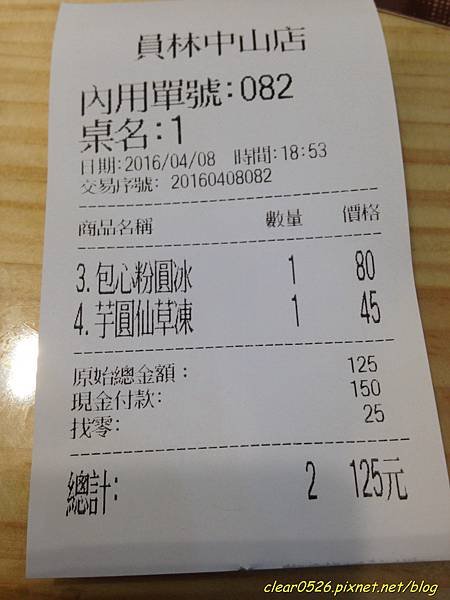 員林中山店
內用單號:082
桌名:1
日期:2016/04/08 時間:18:53
交易序號: 20160408082
商品名稱 數量 價格
3.包心粉圓冰 1 80
4.芋圓仙草凍 1 45
原始總金額: 125
現金付款: 150
找零: 25
總計: 2 125元
clear0526.pixnet.net/blog